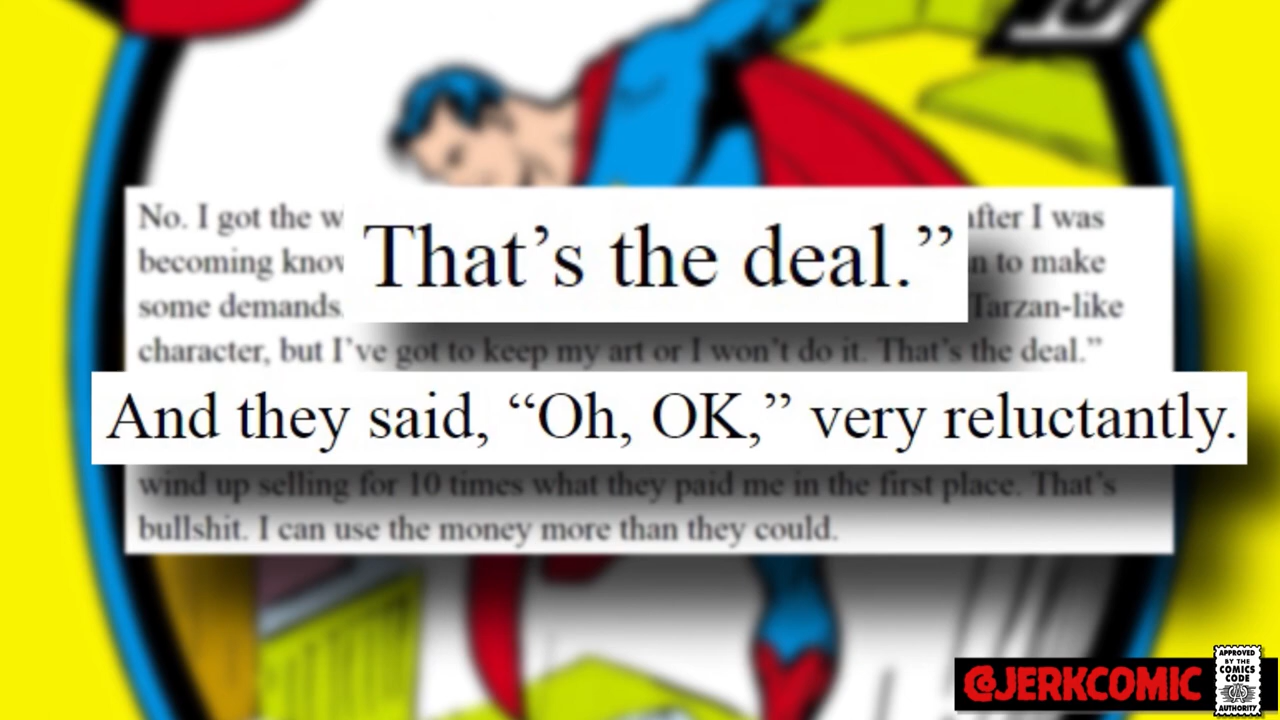 No. I got the
That's the deal.”
after I was
becoming
to make
some demands.
Tarzan-like
character, but I've got to keep my art or I won't do it. That's the deal.”
And they said, “Oh, OK,” very reluctantly.
wind up selling for 10 times what they paid me in the first place. That's
bullshit. I can use the money more than they could.
@JERKCOMIC
APPROVED
BY THE
COMICS
CODE
AUTHORITY